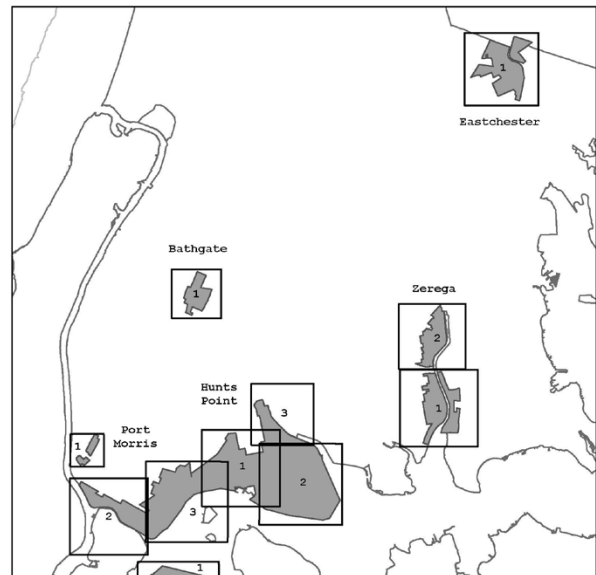 1
Eastchester
Bathgate
1
Zerega
2
1
Hunts
Point
3
1
2
Port
Morris
1
2
3
1